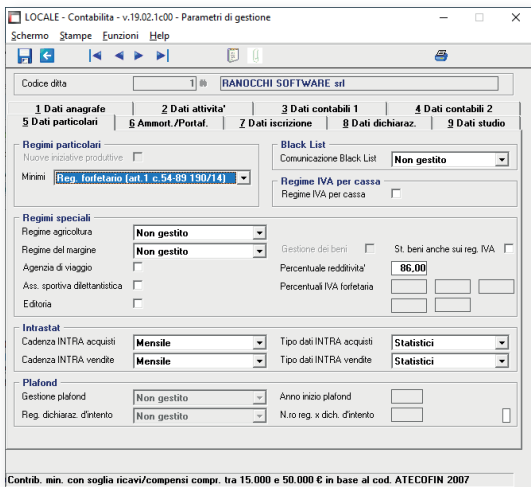 LOCALE - Contabilita - v.19.02.1c00 - Parametri di gestione
Schermo Stampe Funzioni Help
Codice ditta 1 RANOCCHI SOFTWARE srl
1 Dati anagrafe 2 Dati attivita' 3 Dati contabili 1 4 Dati contabili 2
5 Dati particolari 6 Ammort./Portaf. 7 Dati iscrizione 8 Dati dichiaraz. 9 Dati studio
Regimi particolari Black List
Nuove iniziative produttive Comunicazione Black List Non gestito
Minimi Reg. forfetario (art.1 c.54-89 190/14) Regime IVA per cassa
Regime IVA per cassa
Regimi speciali
Regime agricoltura Non gestito
Regime del margine Non gestito Gestione dei beni St. beni anche sui reg. IVA
Agenzia di viaggio Percentuale redditivita' 86,00
Ass. sportiva dilettantistica Percentuali IVA forfetaria
Editoria
Intrastat
Cadenza INTRA acquisti Mensile Tipo dati INTRA acquisti Statistici
Cadenza INTRA vendite Mensile Tipo dati INTRA vendite Statistici
Plafond
Gestione plafond Non gestito Anno inizio plafond
Reg. dichiaraz. d'intento Non gestito N.ro reg. x dich. d'intento
Contrib. min. con soglia ricavi/compensi compr. tra 15.000 e 50.000 € in base al cod. ATECOFIN 2007